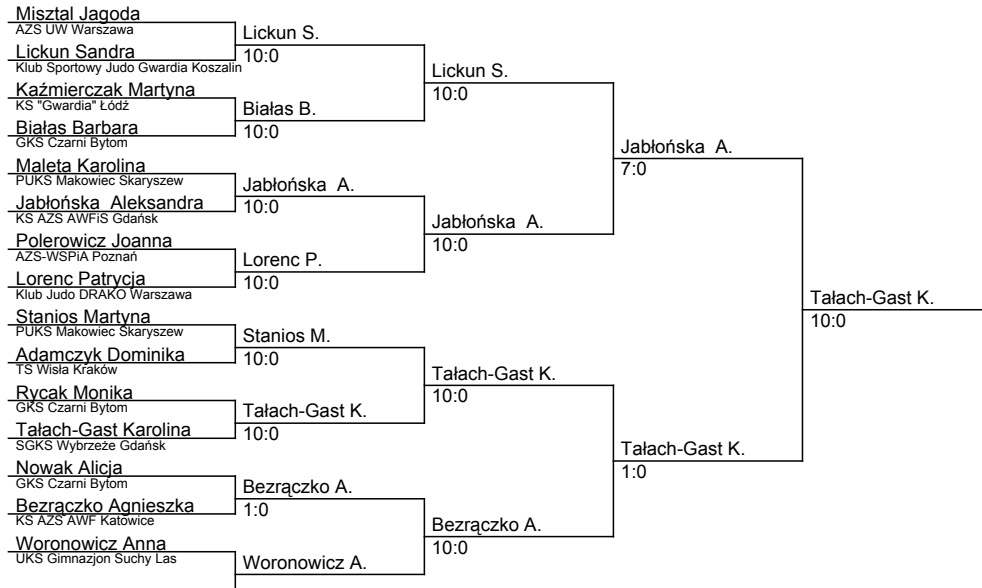 Misztal Jagoda
AZS UW Warszawa
Lickun Sandra
Klub Sportowy Judo Gwardia Koszalin
Kaźmierczak Martyna
KS "Gwardia" Łódź
Białas Barbara
GKS Czarni Bytom
Maleta Karolina
PUKS Makowiec Skaryszew
Jabłońska  Aleksandra
KS AZS AWFiS Gdańsk
Polerowicz Joanna
AZS-WSPiA Poznań
Lorenc Patrycja
Klub Judo DRAKO Warszawa
Stanios Martyna
PUKS Makowiec Skaryszew
Adamczyk Dominika
TS Wisła Kraków
Rycak Monika
GKS Czarni Bytom
Tałach-Gast Karolina
SGKS Wybrzeże Gdańsk
Nowak Alicja
GKS Czarni Bytom
Bezrączko Agnieszka
KS AZS AWF Katowice
Woronowicz Anna
UKS Gimnazjon Suchy Las
Lickun S.
10:0
Białas B.
10:0
Jabłońska  A.
10:0
Lorenc P.
10:0
Stanios M.
10:0
Tałach-Gast K.
10:0
Bezrączko A.
1:0
Woronowicz A.
Lickun S.
10:0
Jabłońska  A.
10:0
Tałach-Gast K.
10:0
Bezrączko A.
10:0
Jabłońska  A.
7:0
Tałach-Gast K.
1:0
Tałach-Gast K.
10:0